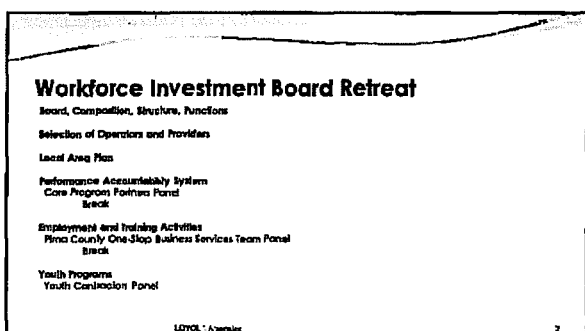 Workforce Investment Board Retreat
Board, Composition, Structure, Functions
Selection of Operators and Providers
Local Area Plan
Performance Accountability System
Core Program Partners Panel
Break
Employment and Training Activities
Pima County One-Stop Business Services Team Panel
Break
Youth Programs
Youth Contractors Panel
2